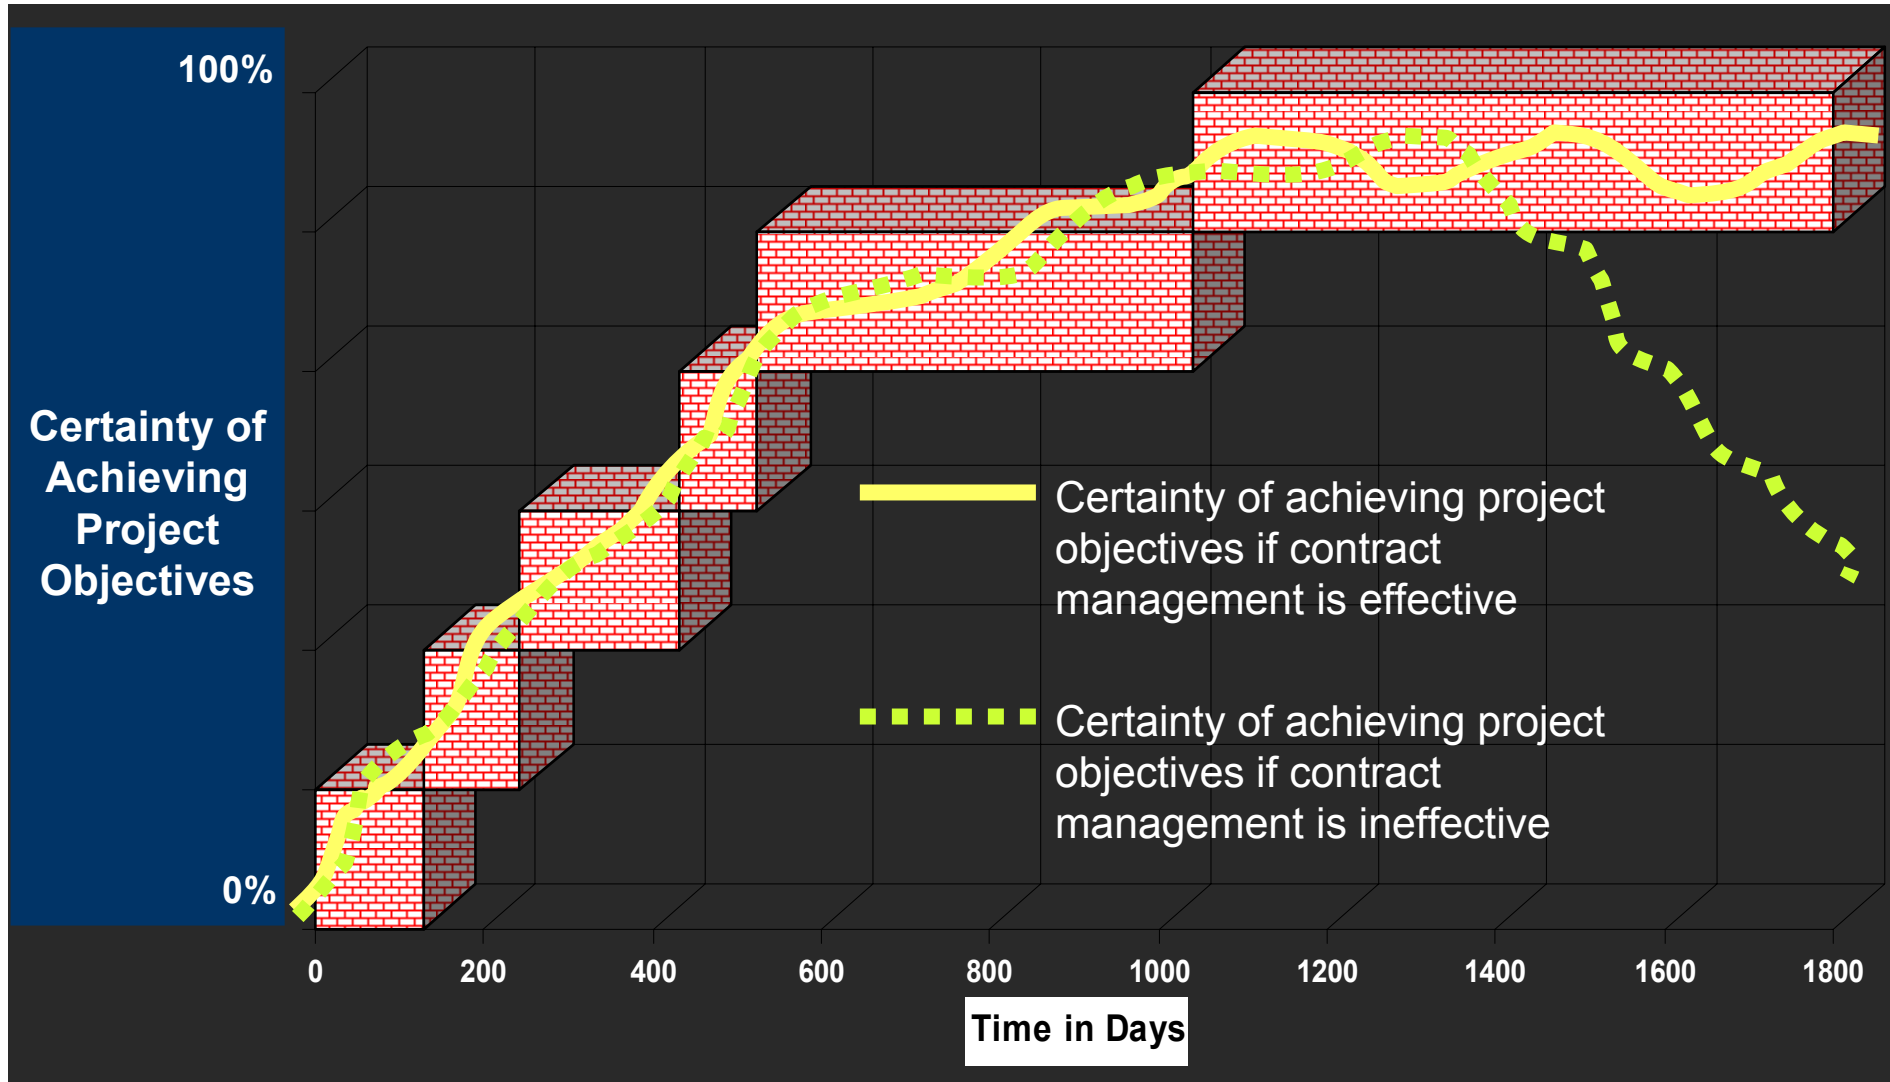 100%
Certainty of
Achieving
Project
Objectives
0%
Certainty of achieving project
objectives if contract
management is effective
Certainty of achieving project
objectives if contract
management is ineffective
0 200 400 600 800 1000 1200 1400 1600 1800
Time in Days